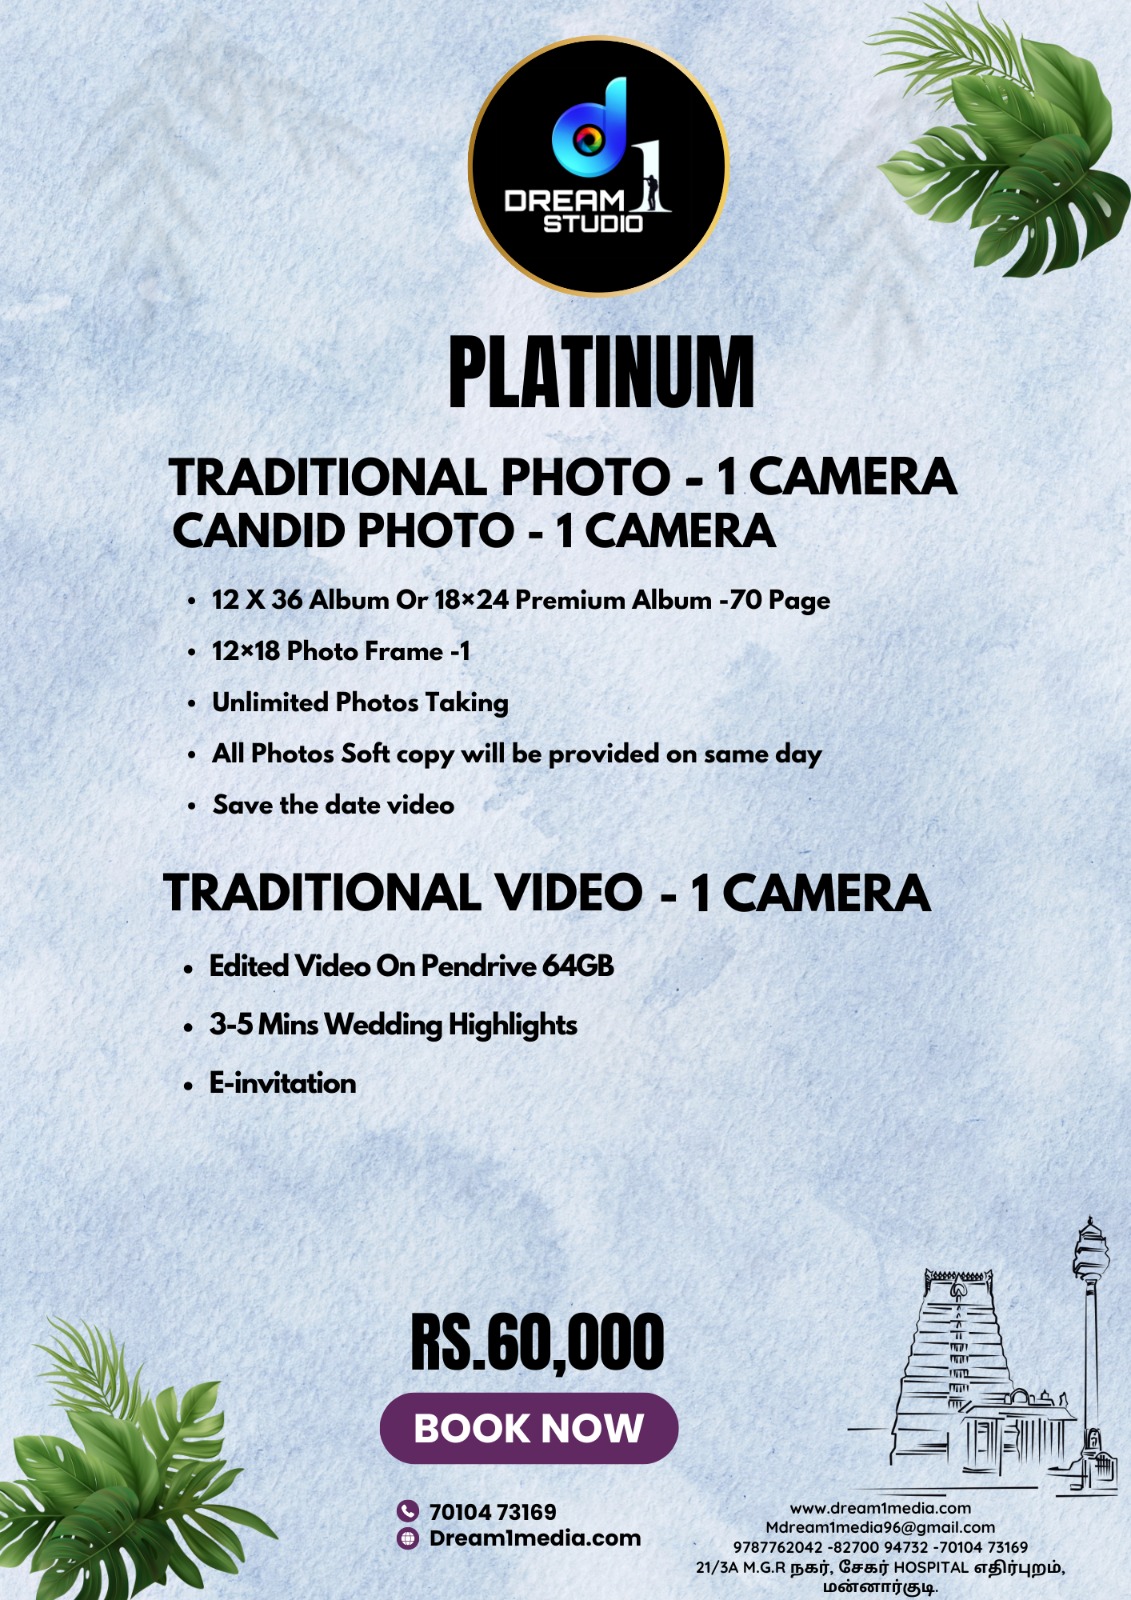 d1
DREAM
STUDIO
PLATINUM
TRADITIONAL PHOTO - 1 CAMERA
CANDID PHOTO - 1 CAMERA
• 12 X 36 Album Or 18×24 Premium Album -70 Page
• 12×18 Photo Frame -1
• Unlimited Photos Taking
• All Photos Soft copy will be provided on same day
• Save the date video
TRADITIONAL VIDEO - 1 CAMERA
• Edited Video On Pendrive 64GB
• 3-5 Mins Wedding Highlights
• E-invitation
RS.60,000
BOOK NOW
70104 73169
Dream1media.com
www.dream1media.com
Mdream1media96@gmail.com
9787762042 -82700 94732 -70104 73169
21/3A M.G.R நகர், சேகர் HOSPITAL எதிர்புறம்,
மன்னார்குடி.